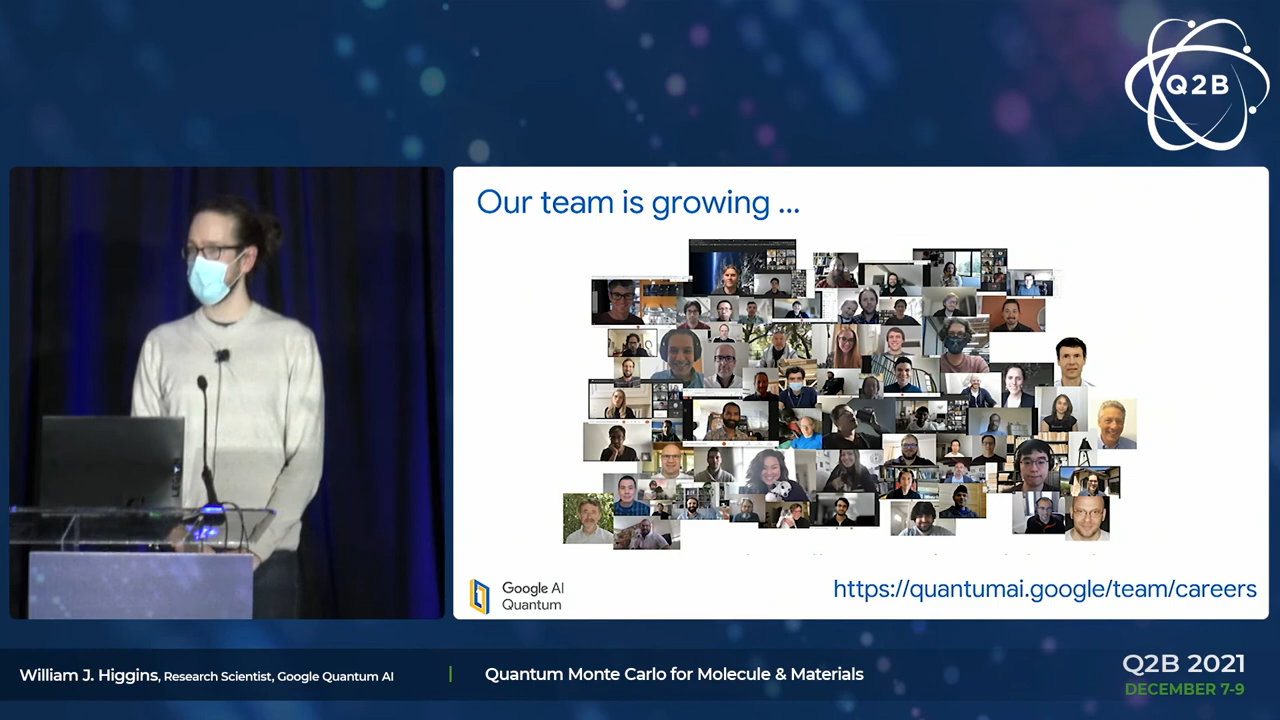 Q2B
Our team is growing ...
Google AI
Quantum
https://quantumai.google/team/careers
William J. Higgins, Research Scientist, Google Quantum AI
Quantum Monte Carlo for Molecule & Materials
Q2B 2021
DECEMBER 7-9